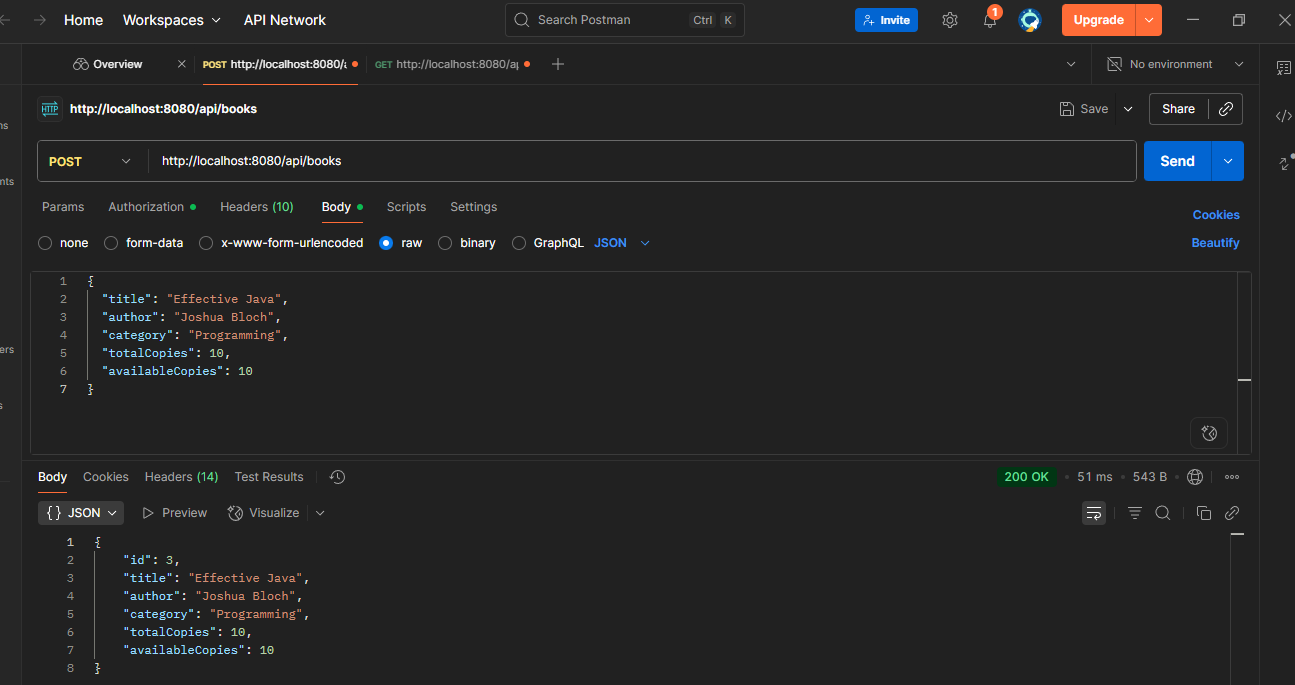 Home Workspaces API Network Search Postman Ctrl K Invite 1 Upgrade
Overview POST http://localhost:8080/a GET http://localhost:8080/ap No environment
HTTP http://localhost:8080/api/books Save Share
ns
POST http://localhost:8080/api/books Send
nts
Params Authorization Headers (10) Body Scripts Settings Cookies
none form-data x-www-form-urlencoded raw binary GraphQL JSON Beautify
1 {
2 "title": "Effective Java",
3 "author": "Joshua Bloch",
4 "category": "Programming",
ers
5 "totalCopies": 10,
6 "availableCopies": 10
7 }
s
Body Cookies Headers (14) Test Results 200 OK • 51 ms • 543 B •
{} JSON Preview Visualize
1 {
2 "id": 3,
3 "title": "Effective Java",
4 "author": "Joshua Bloch",
5 "category": "Programming",
6 "totalCopies": 10,
7 "availableCopies": 10
8 }